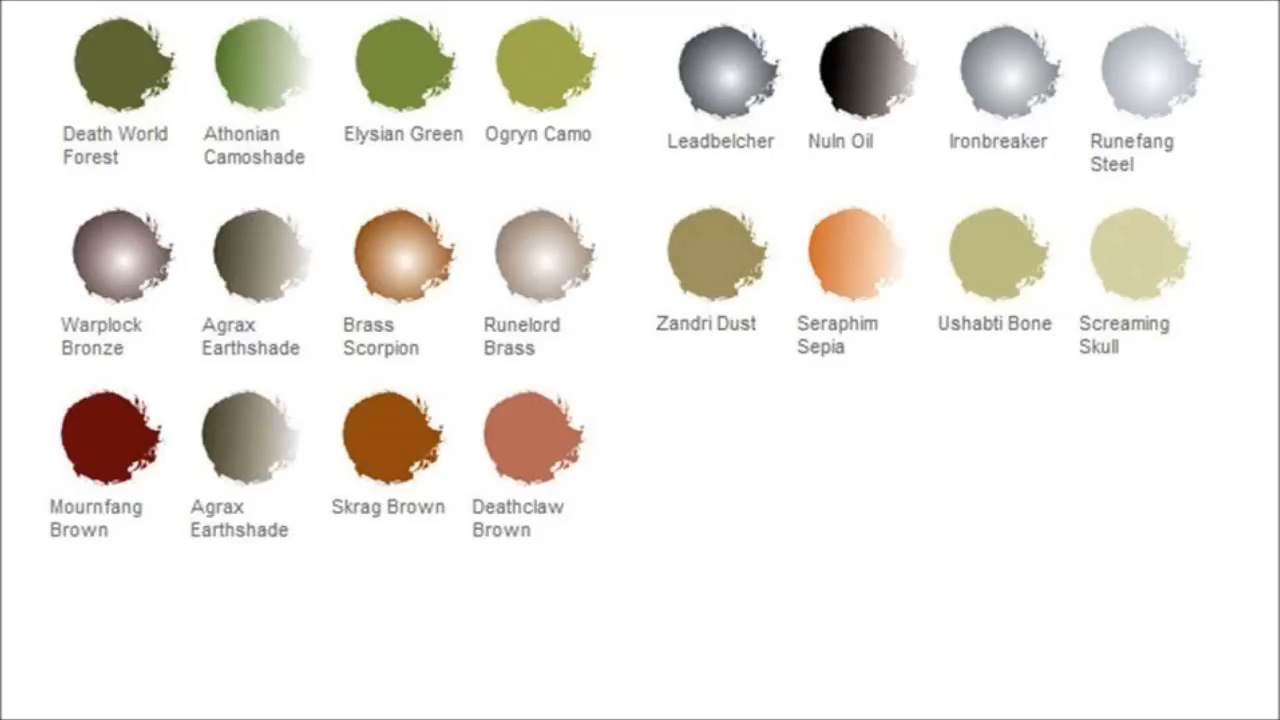 Death World
Forest
Athonian
Camoshade
Elysian Green
Ogryn Camo
Leadbelcher
Nuln Oil
Ironbreaker
Runefang
Steel
Warplock
Bronze
Agrax
Earthshade
Brass
Scorpion
Runelord
Brass
Zandri Dust
Seraphim
Sepia
Ushabti Bone
Screaming
Skull
Mournfang
Brown
Agrax
Earthshade
Skrag Brown
Deathclaw
Brown